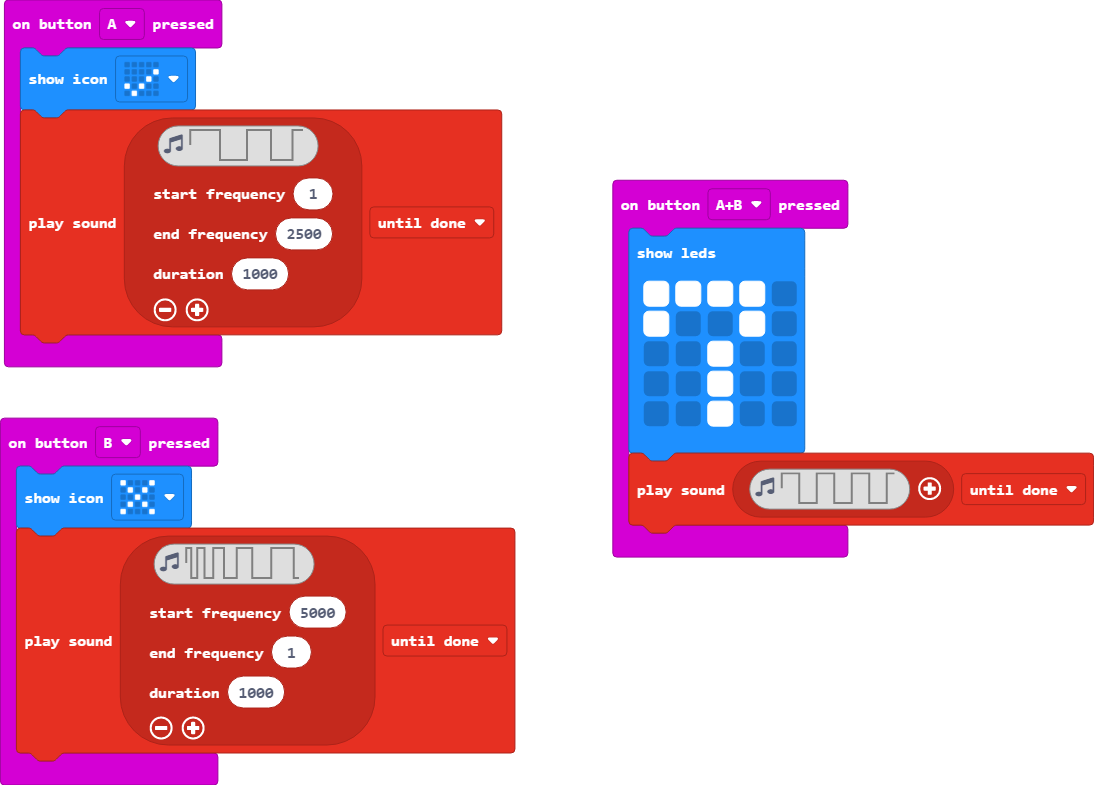 on button A pressed
show icon
play sound
start frequency 1
end frequency 2500
duration 1000
until done
on button B pressed
show icon
play sound
start frequency 5000
end frequency 1
duration 1000
until done
on button A+B pressed
show leds
play sound until done